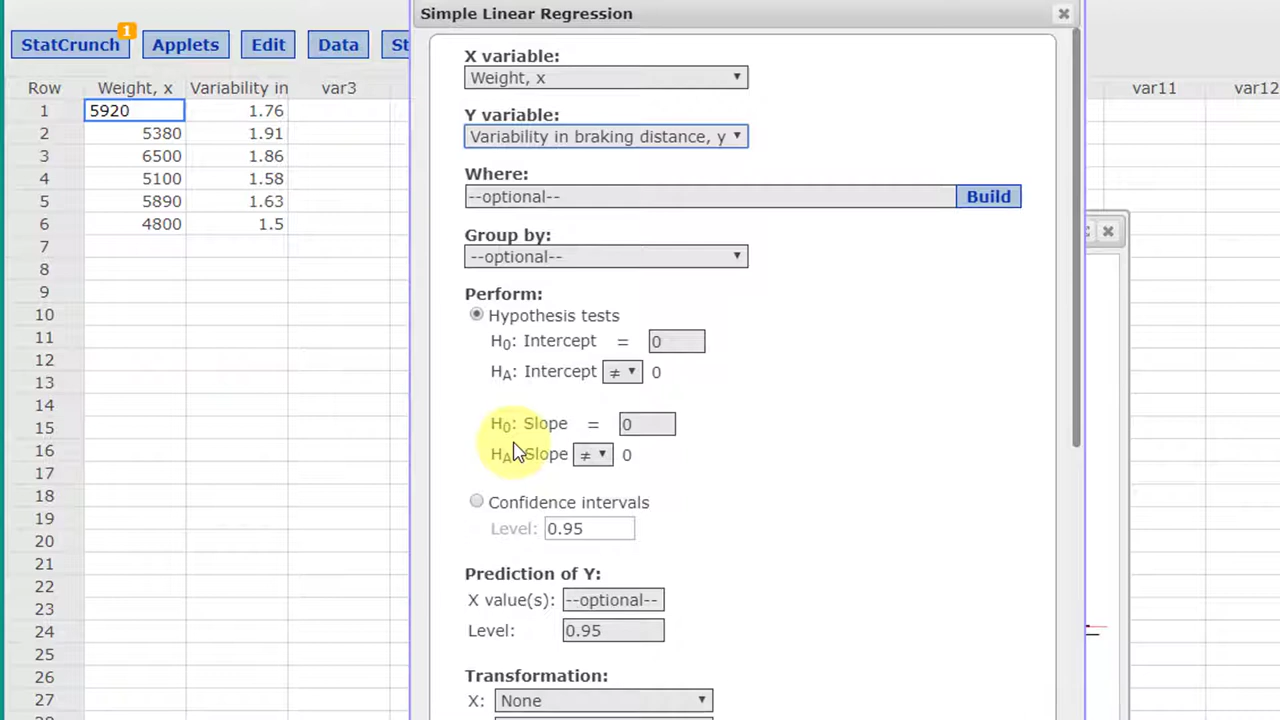 Simple Linear Regression
StatCrunch 1 Applets Edit Data St
Row Weight, x Variability in var3 var11 var12
1 5920 1.76
2 5380 1.91
3 6500 1.86
4 5100 1.58
5 5890 1.63
6 4800 1.5
7
8
9
10
11
12
13
14
15
16
17
18
19
20
21
22
23
24
25
26
27
X variable:
Weight, x
Y variable:
Variability in braking distance, y
Where:
--optional-- Build
Group by:
--optional--
Perform:
Hypothesis tests
H0: Intercept = 0
HA: Intercept ≠ 0
H0: Slope = 0
HA: Slope ≠ 0
Confidence intervals
Level: 0.95
Prediction of Y:
X value(s): --optional--
Level: 0.95
Transformation:
X: None